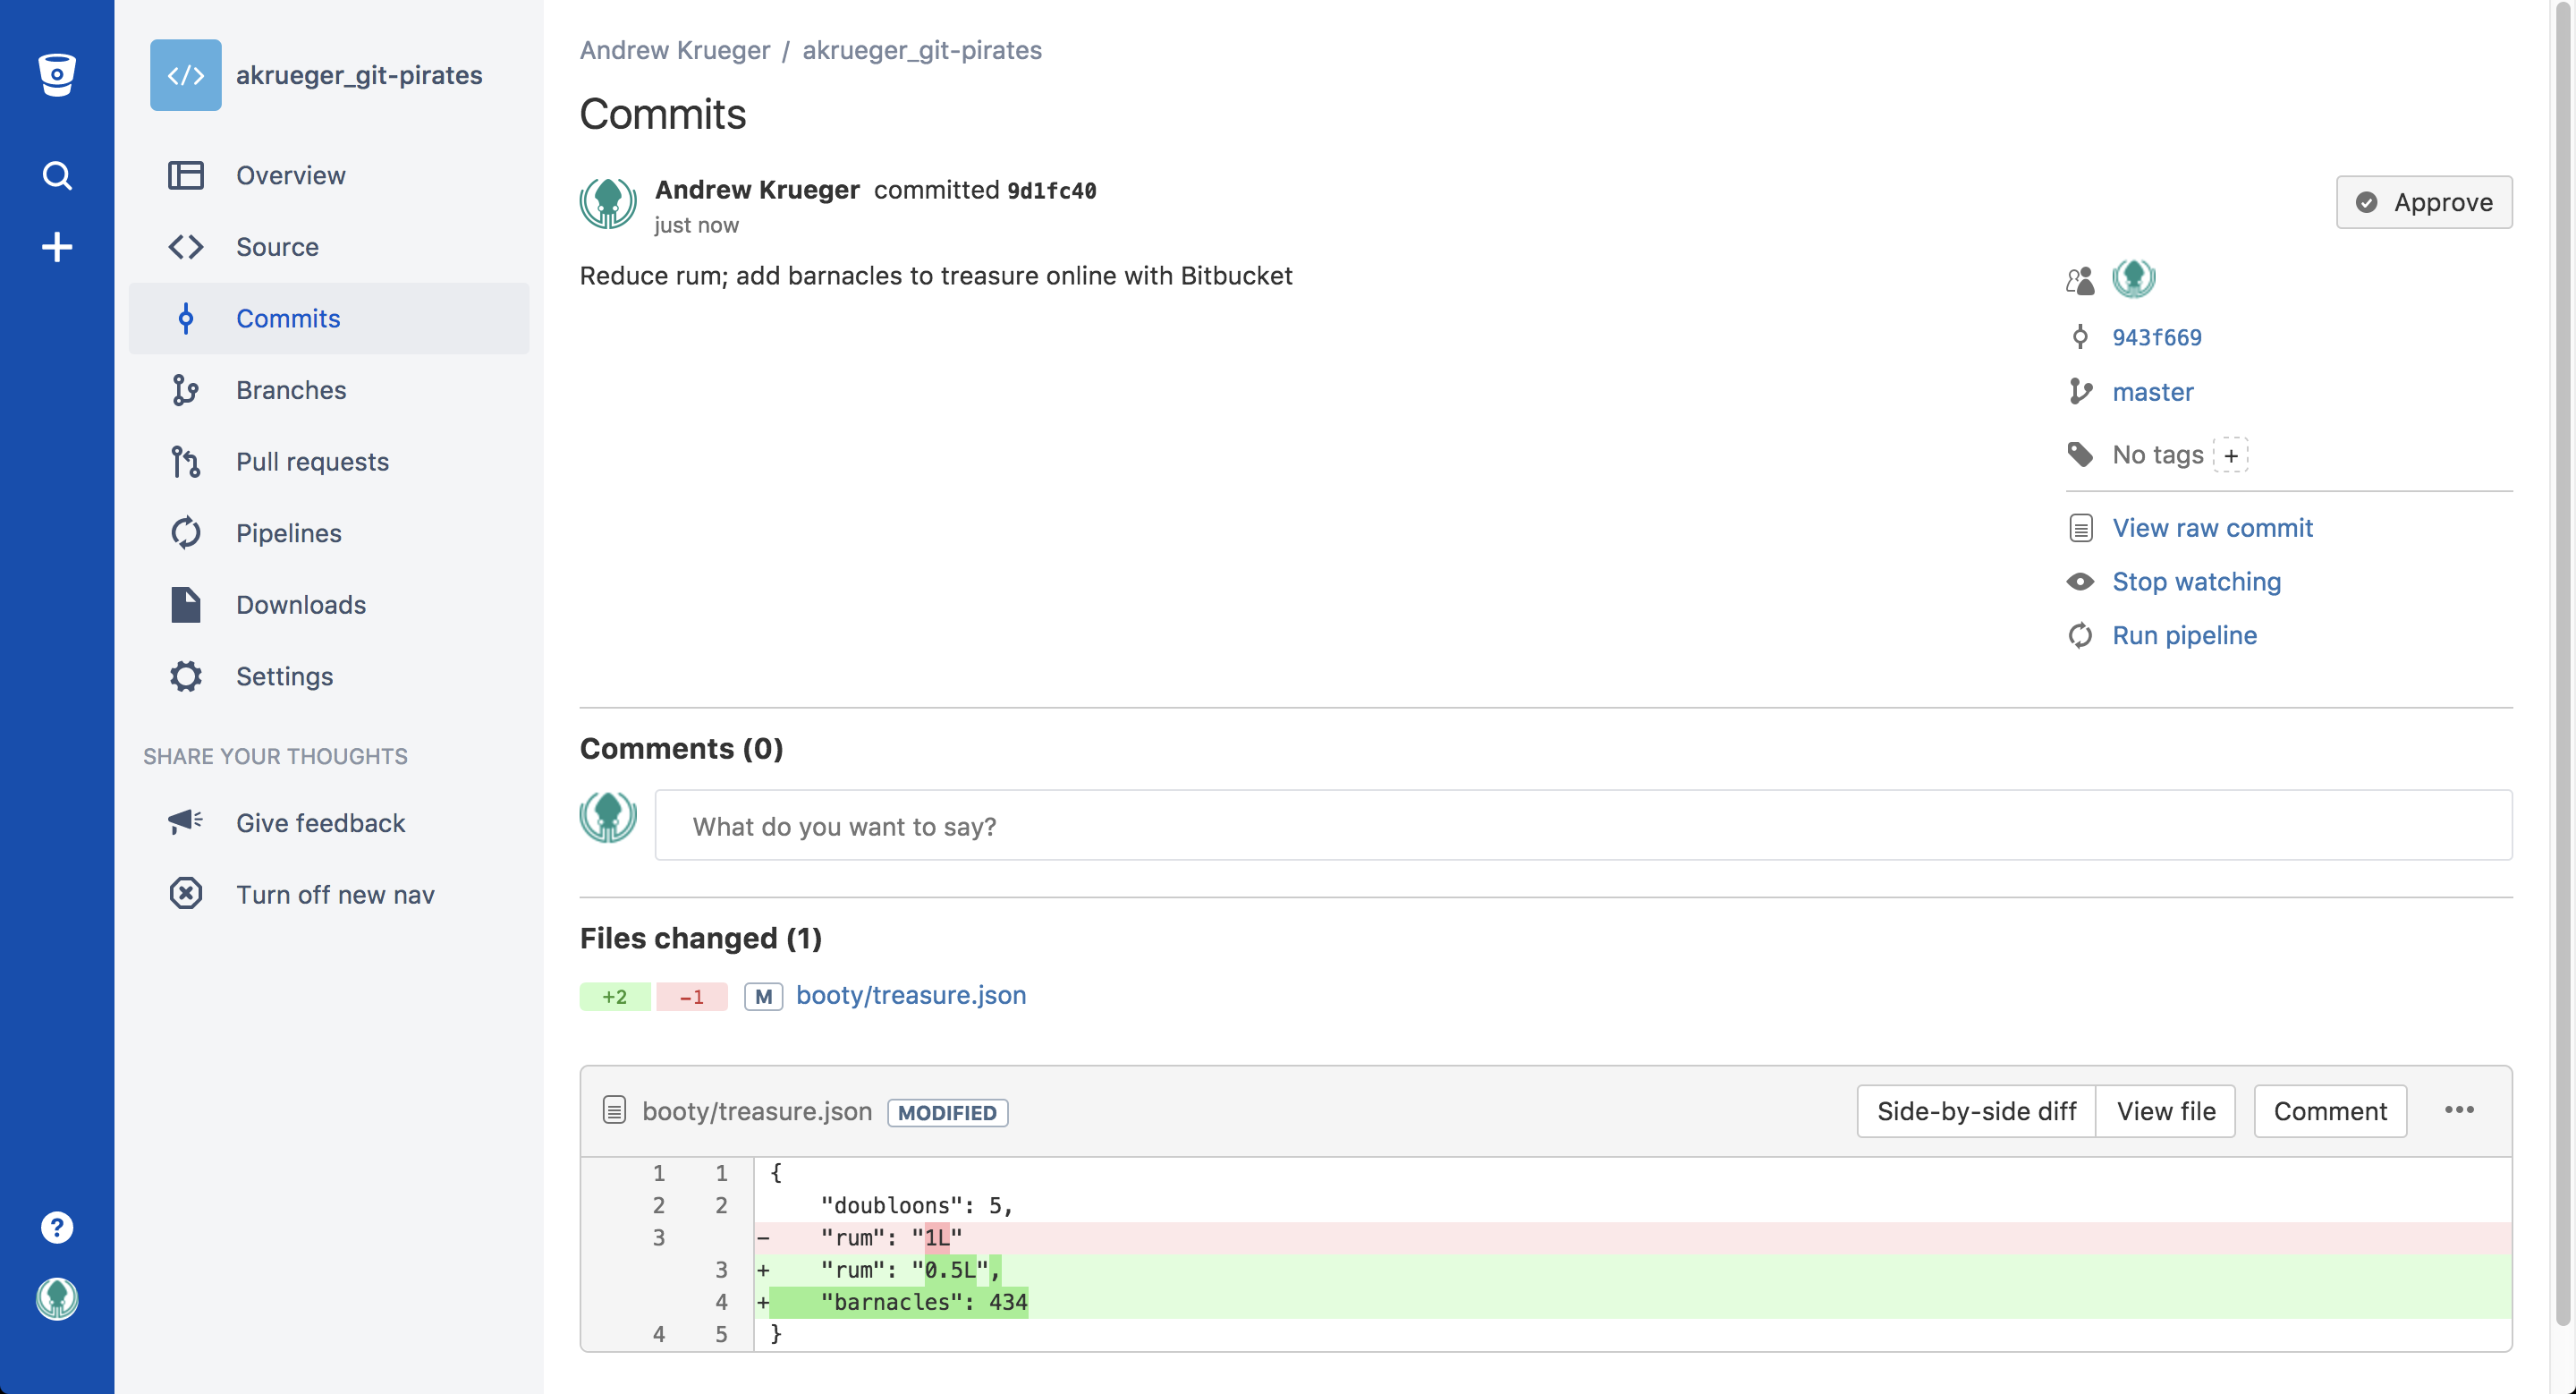 akrueger_git-pirates
Overview
Source
Commits
Branches
Pull requests
Pipelines
Downloads
Settings
SHARE YOUR THOUGHTS
Give feedback
Turn off new nav
Andrew Krueger / akrueger_git-pirates
Commits
Andrew Krueger committed 9d1fc40
just now
Approve
Reduce rum; add barnacles to treasure online with Bitbucket
943f669
master
No tags +
View raw commit
Stop watching
Run pipeline
Comments (0)
What do you want to say?
Files changed (1)
+2 −1 M booty/treasure.json
booty/treasure.json MODIFIED Side-by-side diff View file Comment •••
1 1 {
2 2 "doubloons": 5,
3 − "rum": "1L"
3 + "rum": "0.5L",
4 + "barnacles": 434
4 5 }